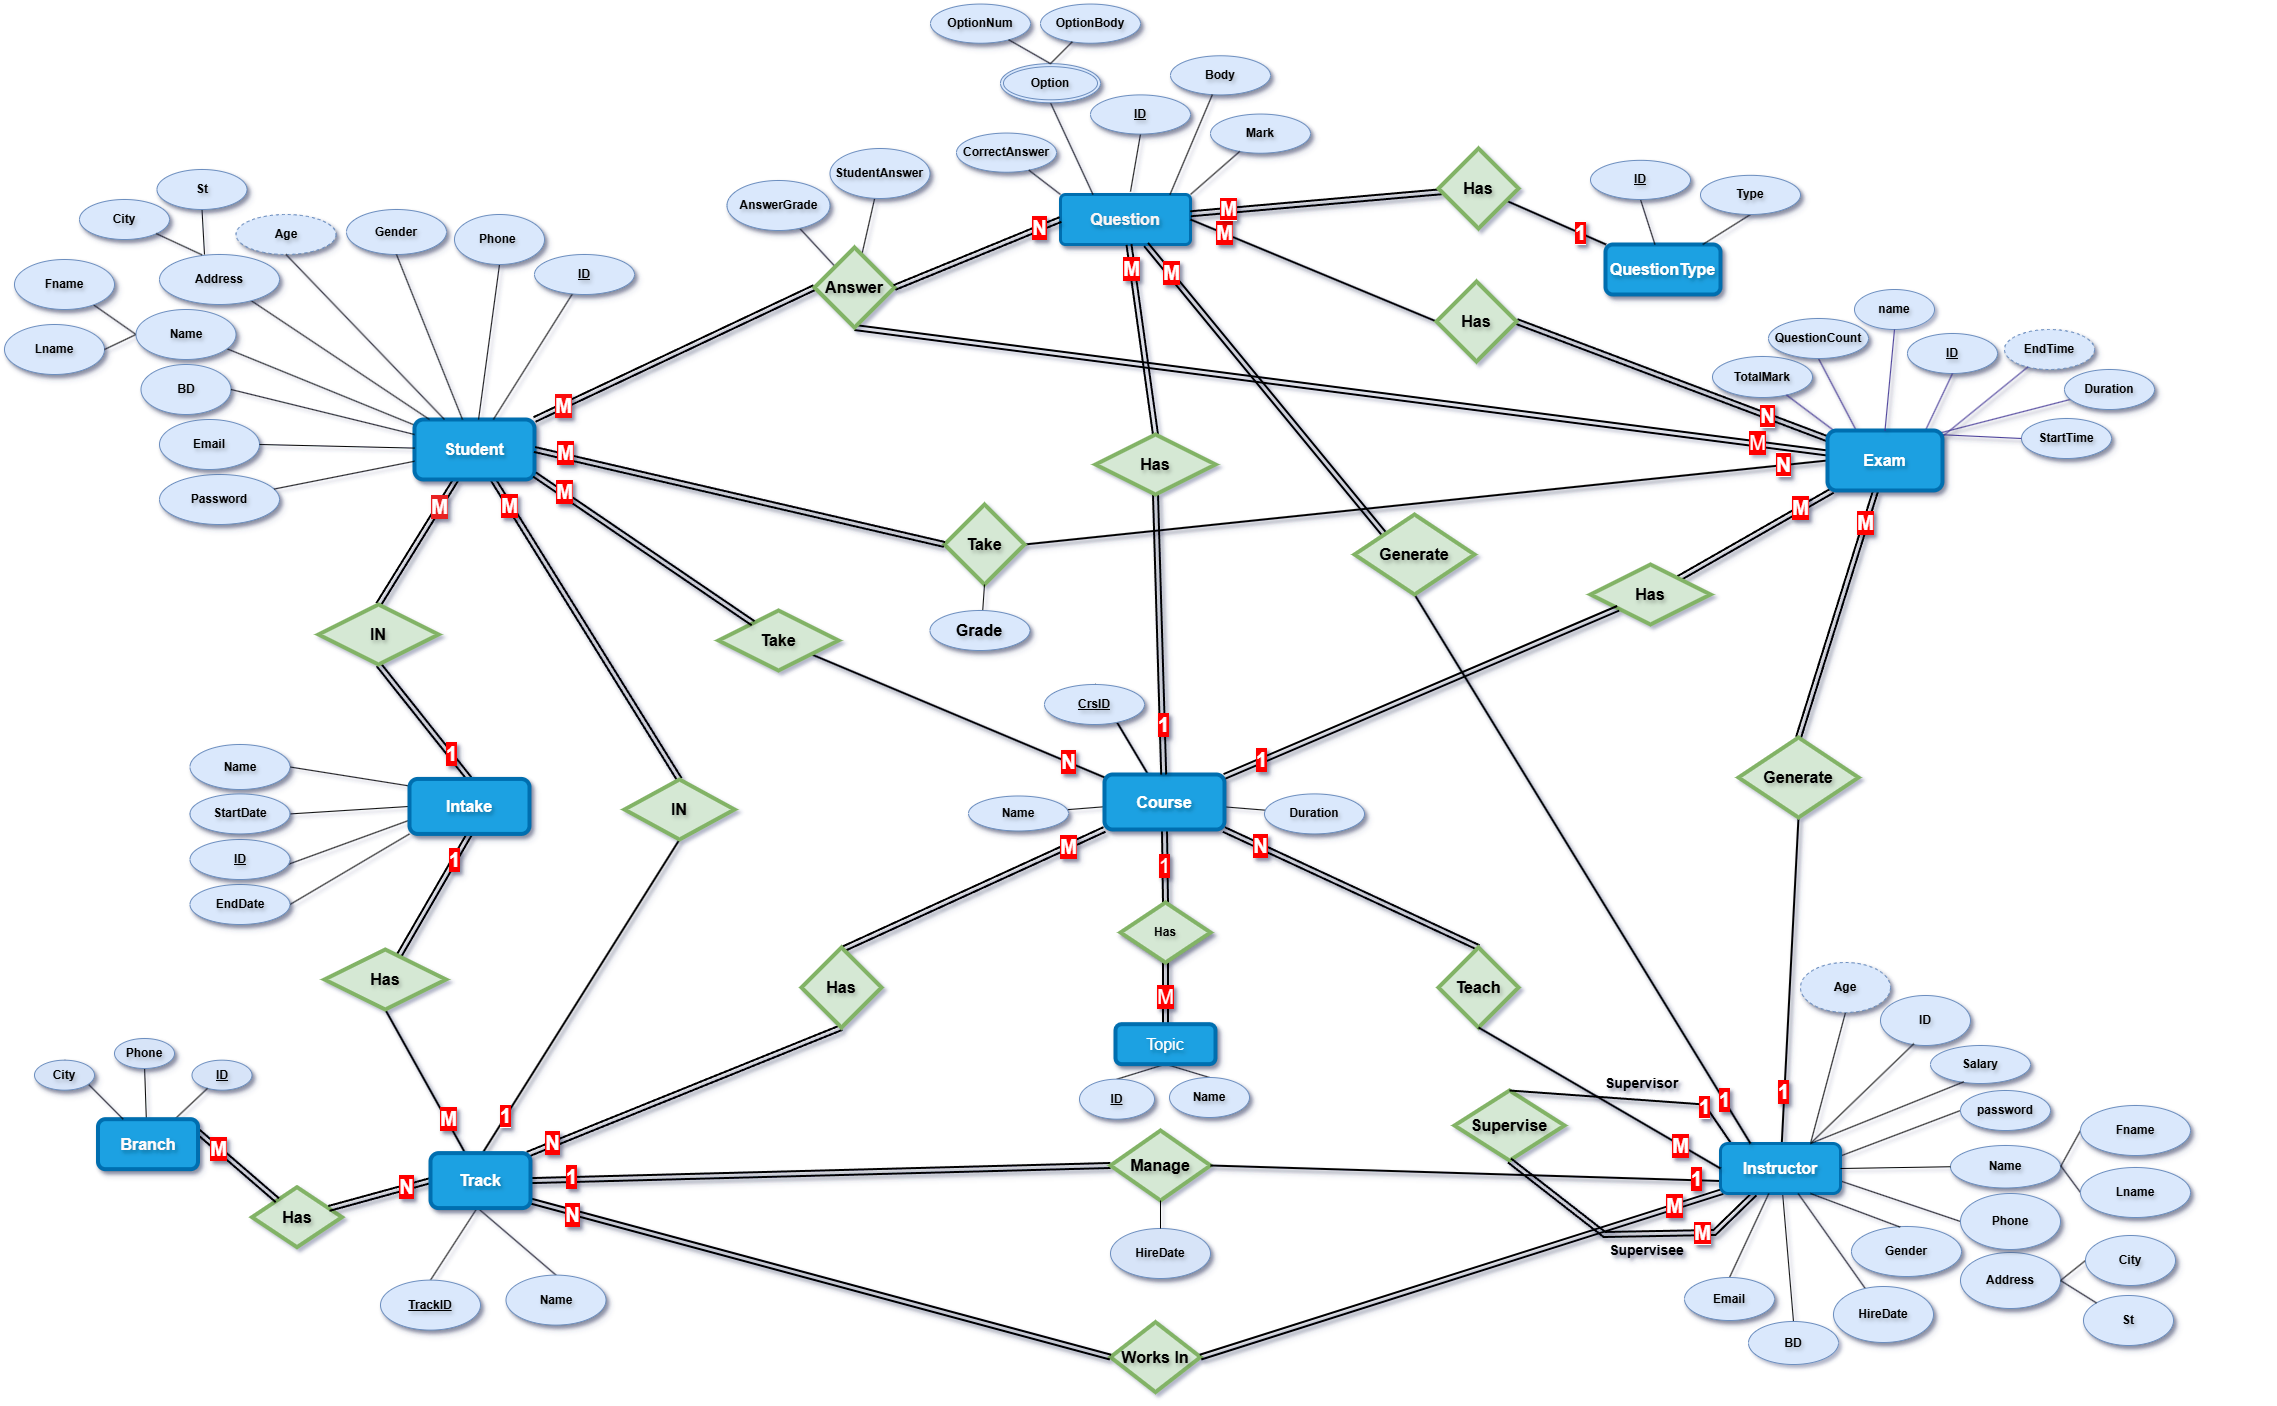 OptionNum
OptionBody
Option
Body
ID
Mark
CorrectAnswer
StudentAnswer
AnswerGrade
Question
Has
ID
Type
QuestionType
M
M
N
M
M
1
Answer
Has
St
City
Age
Gender
Phone
ID
Address
Fname
Name
Lname
BD
Email
Password
Student
M
M
M
M
M
name
QuestionCount
ID
EndTime
TotalMark
Duration
StartTime
Exam
N
M
N
M
M
Has
Take
Grade
Generate
Has
IN
Take
IN
CrsID
1
1
N
1
Name
StartDate
ID
EndDate
Intake
1
Name
Course
Duration
M
1
N
Generate
Has
Has
Has
M
Teach
Topic
ID
Name
City
Phone
ID
Branch
M
Has
N
M
1
N
1
N
Track
TrackID
Name
Manage
HireDate
Works In
Supervisor
Supervise
Supervisee
1
1
1
M
1
M
M
Instructor
Age
ID
Salary
password
Name
Fname
Lname
Phone
Gender
Address
City
St
HireDate
Email
BD